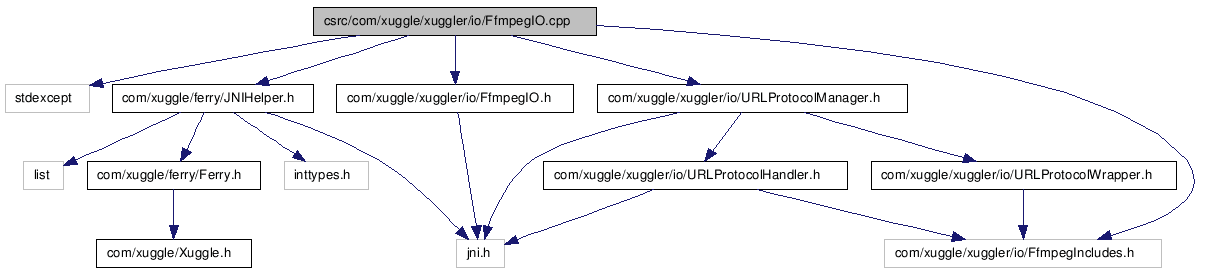 csrc/com/xuggle/xuggler/io/FfmpegIO.cpp
stdexcept
com/xuggle/ferry/JNIHelper.h
com/xuggle/xuggler/io/FfmpegIO.h
com/xuggle/xuggler/io/URLProtocolManager.h
list
com/xuggle/ferry/Ferry.h
inttypes.h
com/xuggle/xuggler/io/URLProtocolHandler.h
com/xuggle/xuggler/io/URLProtocolWrapper.h
com/xuggle/Xuggle.h
jni.h
com/xuggle/xuggler/io/FfmpegIncludes.h